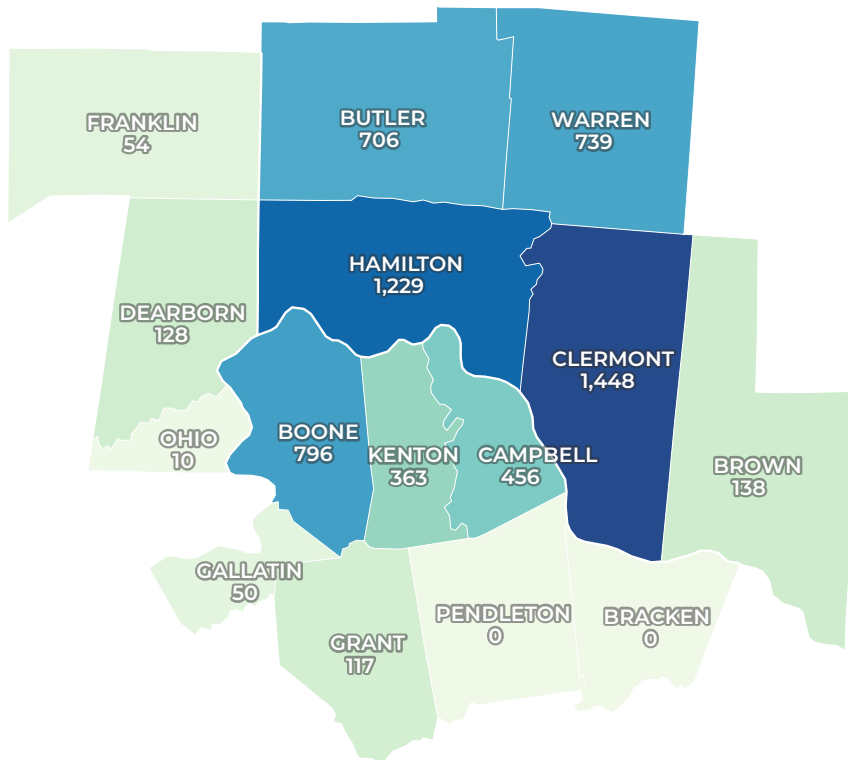 FRANKLIN
54
BUTLER
706
WARREN
739
HAMILTON
1,229
DEARBORN
128
CLERMONT
1,448
OHIO
10
BOONE
796
KENTON
363
CAMPBELL
456
BROWN
138
GALLATIN
50
GRANT
117
PENDLETON
0
BRACKEN
0